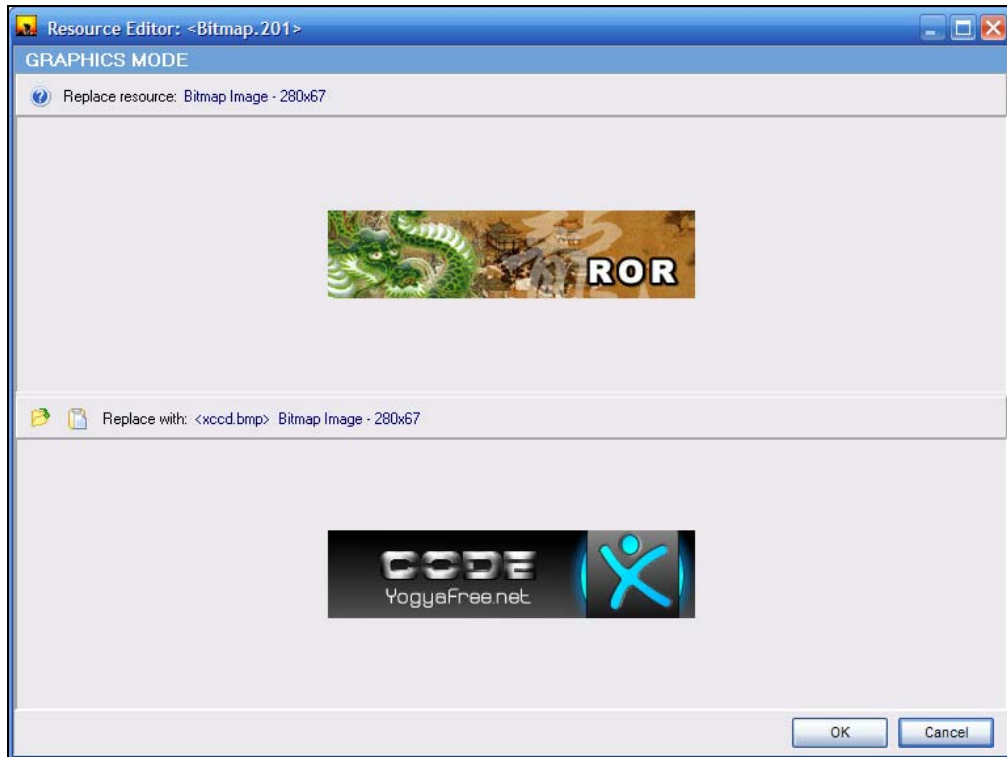 Resource Editor: <Bitmap.201>
GRAPHICS MODE
Replace resource: Bitmap Image - 280x67
ROR
Replace with: <xccd.bmp> Bitmap Image - 280x67
CODE
YogyaFree.net
X
OK
Cancel